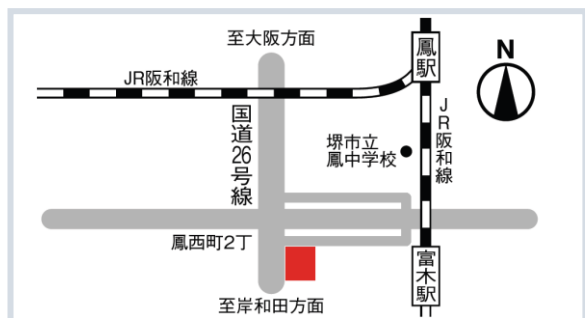 至大阪方面
鳳駅
N
JR阪和線
国道26号線
堺市立
鳳中学校
JR阪和線
鳳西町2丁
富木駅
至岸和田方面